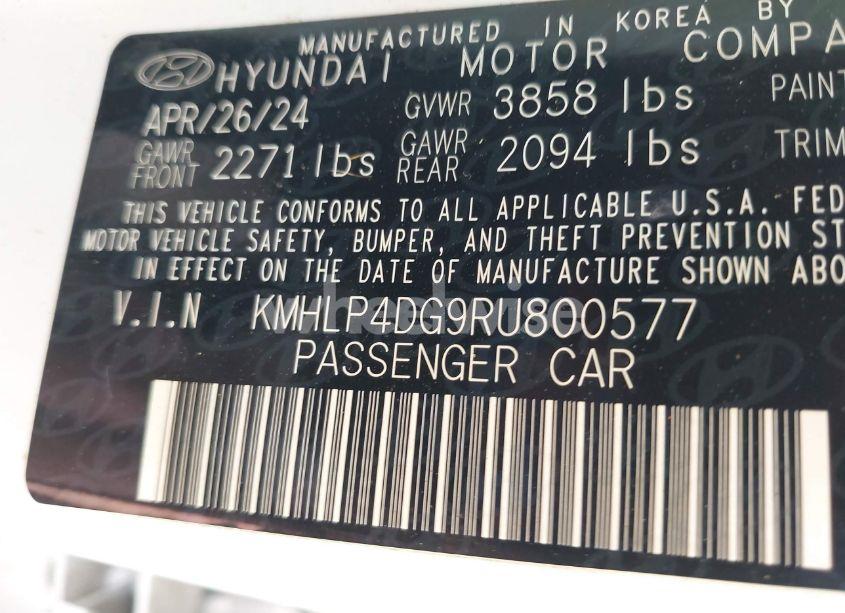 MANUFACTURED IN KOREA BY
HYUNDAI MOTOR COMPA
APR/26/24 GVWR 3858 lbs PAINT
GAWR FRONT 2271 lbs GAWR REAR 2094 lbs TRIM
THIS VEHICLE CONFORMS TO ALL APPLICABLE U.S.A. FED
MOTOR VEHICLE SAFETY, BUMPER, AND THEFT PREVENTION ST
IN EFFECT ON THE DATE OF MANUFACTURE SHOWN ABO
V.I.N KMHLP4DG9RU800577
PASSENGER CAR